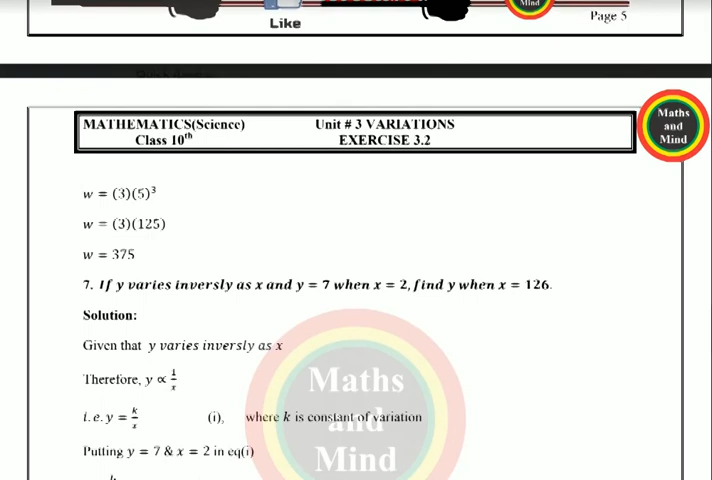 Mind
Like
Page 5
MATHEMATICS(Science) Unit # 3 VARIATIONS
Class 10th EXERCISE 3.2
Maths
and
Mind
w = (3)(5)³
w = (3)(125)
w = 375
7. If y varies inversly as x and y = 7 when x = 2, find y when x = 126.
Solution:
Given that y varies inversly as x
Therefore, y ∝ 1/x
i.e. y = k/x (i), where k is constant of variation
Putting y = 7 & x = 2 in eq(i)
Maths
and
Mind